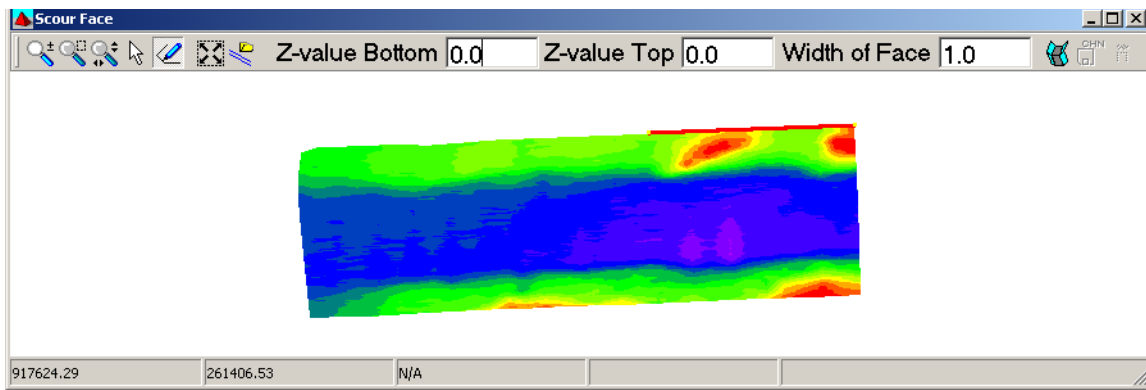 Scour Face
Z-value Bottom 0.0 Z-value Top 0.0 Width of Face 1.0 CHN
917624.29 261406.53 N/A